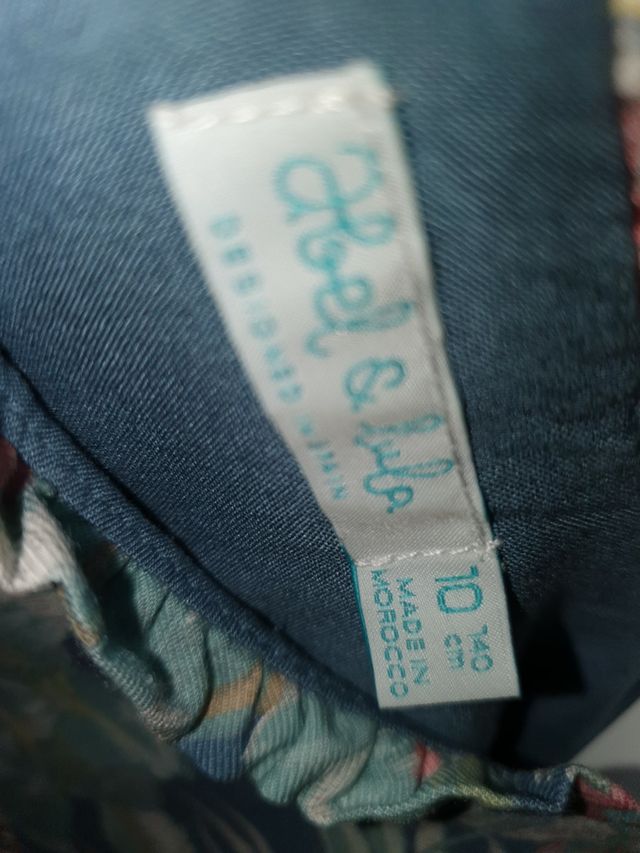 Abel & Lula
DESIGNED IN SPAIN
10 140 cm
MADE IN
MOROCCO